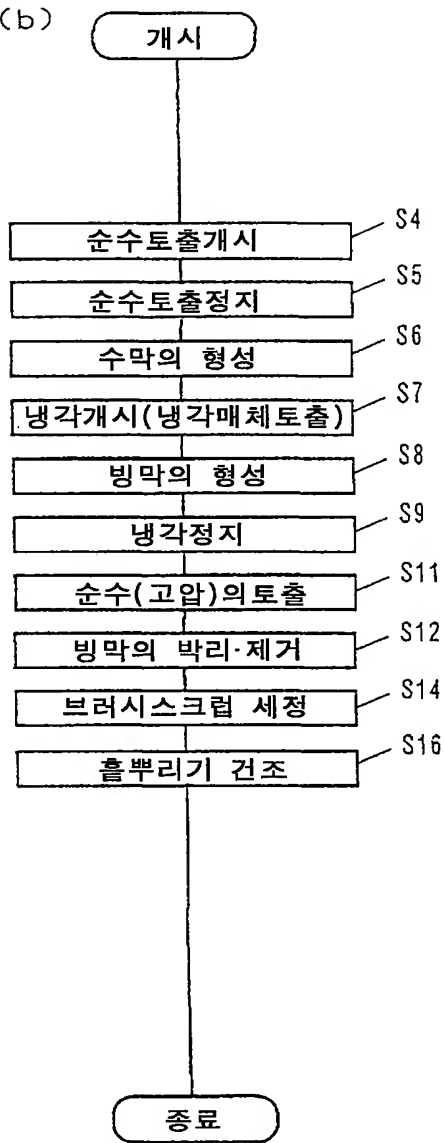 (b)
개시
순수토출개시 S4
순수토출정지 S5
수막의 형성 S6
냉각개시(냉각매체토출) S7
빙막의 형성 S8
냉각정지 S9
순수(고압)의토출 S11
빙막의 박리·제거 S12
브러시스크럽 세정 S14
흩뿌리기 건조 S16
종료